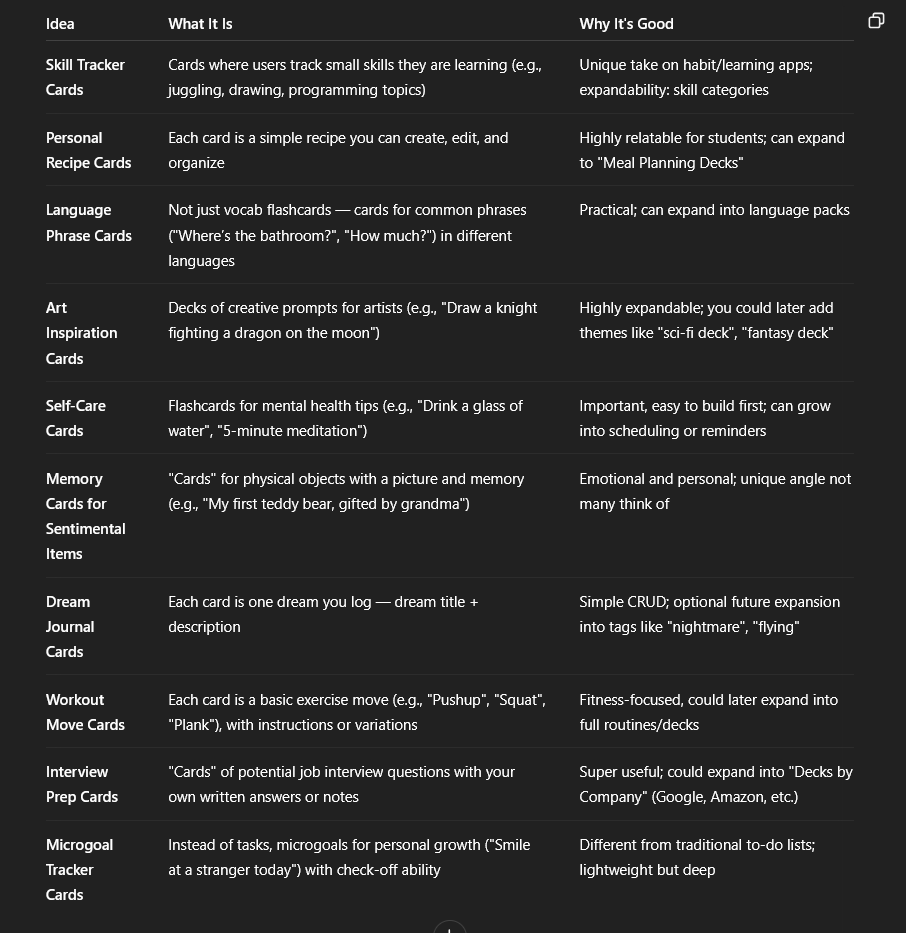 Idea What It Is Why It's Good
Skill Tracker Cards where users track small skills they are learning (e.g., Unique take on habit/learning apps;
Cards juggling, drawing, programming topics) expandability: skill categories
Personal Each card is a simple recipe you can create, edit, and Highly relatable for students; can expand
Recipe Cards organize to "Meal Planning Decks"
Language Not just vocab flashcards — cards for common phrases Practical; can expand into language packs
Phrase Cards ("Where's the bathroom?", "How much?") in different
languages
Art Decks of creative prompts for artists (e.g., "Draw a knight Highly expandable; you could later add
Inspiration fighting a dragon on the moon") themes like "sci-fi deck", "fantasy deck"
Cards
Self-Care Flashcards for mental health tips (e.g., "Drink a glass of Important, easy to build first; can grow
Cards water", "5-minute meditation") into scheduling or reminders
Memory "Cards" for physical objects with a picture and memory Emotional and personal; unique angle not
Cards for (e.g., "My first teddy bear, gifted by grandma") many think of
Sentimental
Items
Dream Each card is one dream you log — dream title + Simple CRUD; optional future expansion
Journal description into tags like "nightmare", "flying"
Cards
Workout Each card is a basic exercise move (e.g., "Pushup", "Squat", Fitness-focused, could later expand into
Move Cards "Plank"), with instructions or variations full routines/decks
Interview "Cards" of potential job interview questions with your Super useful; could expand into "Decks by
Prep Cards own written answers or notes Company" (Google, Amazon, etc.)
Microgoal Instead of tasks, microgoals for personal growth ("Smile Different from traditional to-do lists;
Tracker at a stranger today") with check-off ability lightweight but deep
Cards